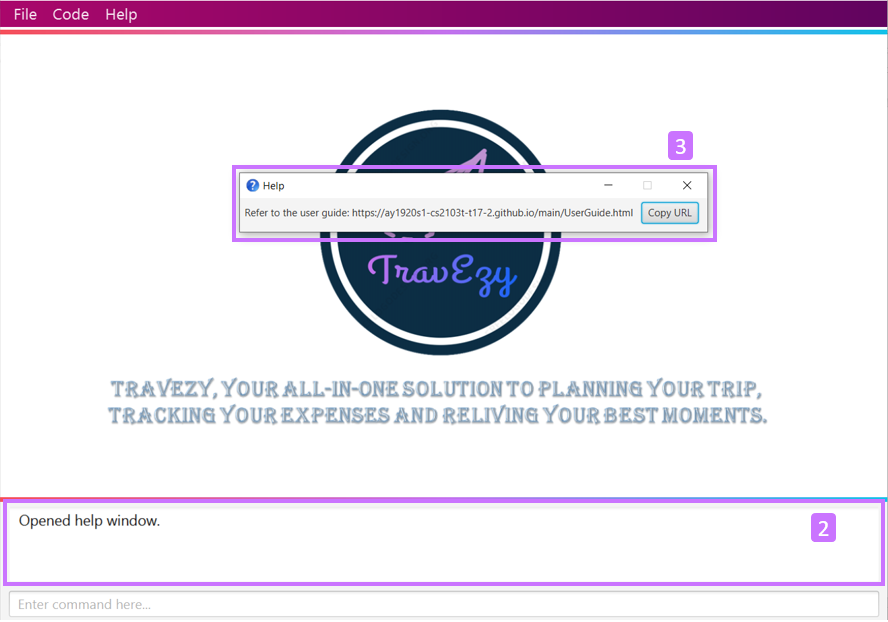 File Code Help
3
? Help
Refer to the user guide: https://ay1920s1-cs2103t-t17-2.github.io/main/UserGuide.html Copy URL
TravEzy
TRAVEZY, YOUR ALL-IN-ONE SOLUTION TO PLANNING YOUR TRIP,
TRACKING YOUR EXPENSES AND RELIVING YOUR BEST MOMENTS.
Opened help window.
2
Enter command here...